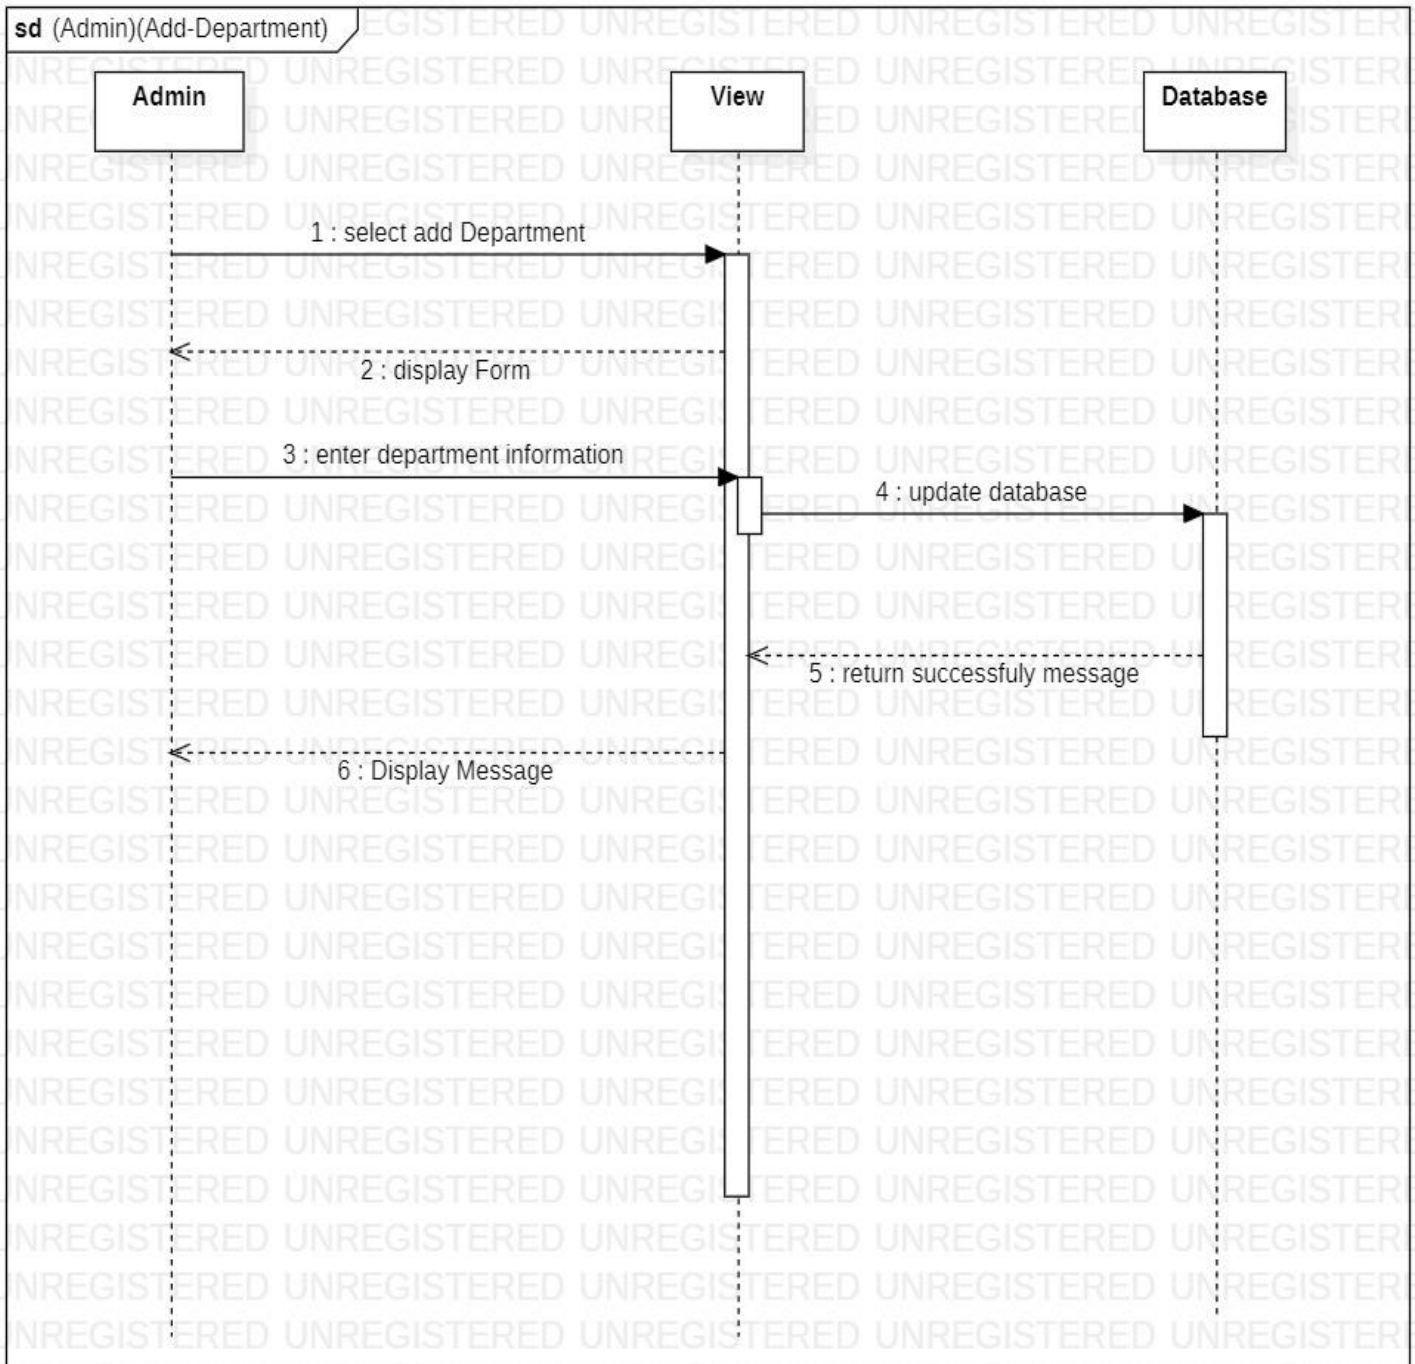 sd (Admin)(Add-Department)
Admin
View
Database
1 : select add Department
2 : display Form
3 : enter department information
4 : update database
5 : return successfuly message
6 : Display Message
UNREGISTERED